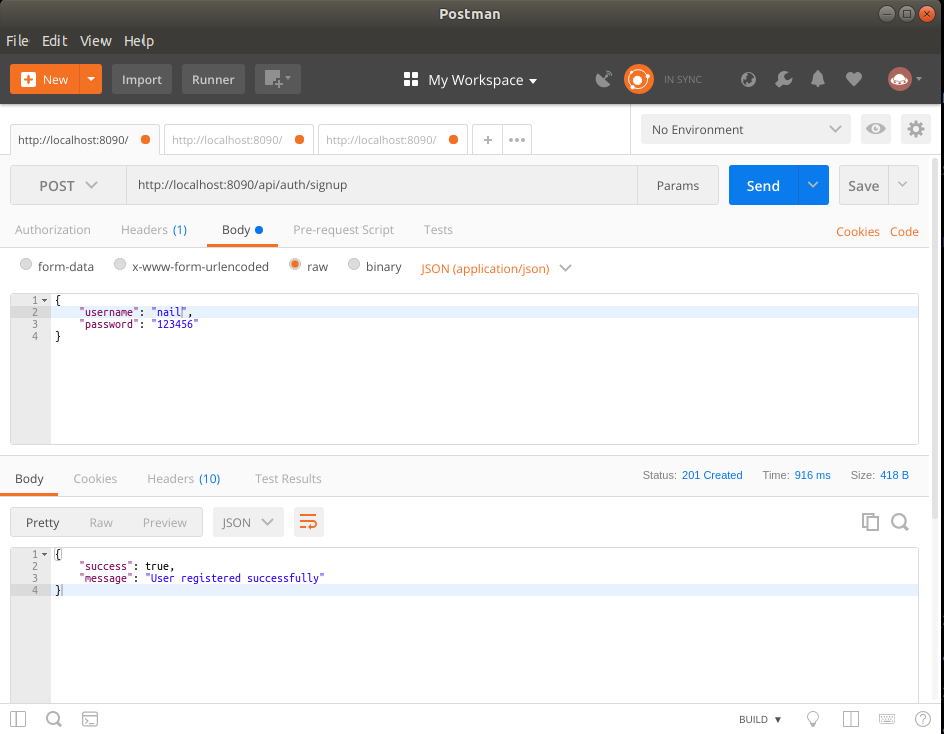 Postman
File Edit View Help
New Import Runner My Workspace IN SYNC
http://localhost:8090/ http://localhost:8090/ http://localhost:8090/ + ••• No Environment
POST http://localhost:8090/api/auth/signup Params Send Save
Authorization Headers (1) Body Pre-request Script Tests Cookies Code
form-data x-www-form-urlencoded raw binary JSON (application/json)
1 {
2 "username": "nail",
3 "password": "123456"
4 }
Body Cookies Headers (10) Test Results Status: 201 Created Time: 916 ms Size: 418 B
Pretty Raw Preview JSON
1 {
2 "success": true,
3 "message": "User registered successfully"
4 }
BUILD